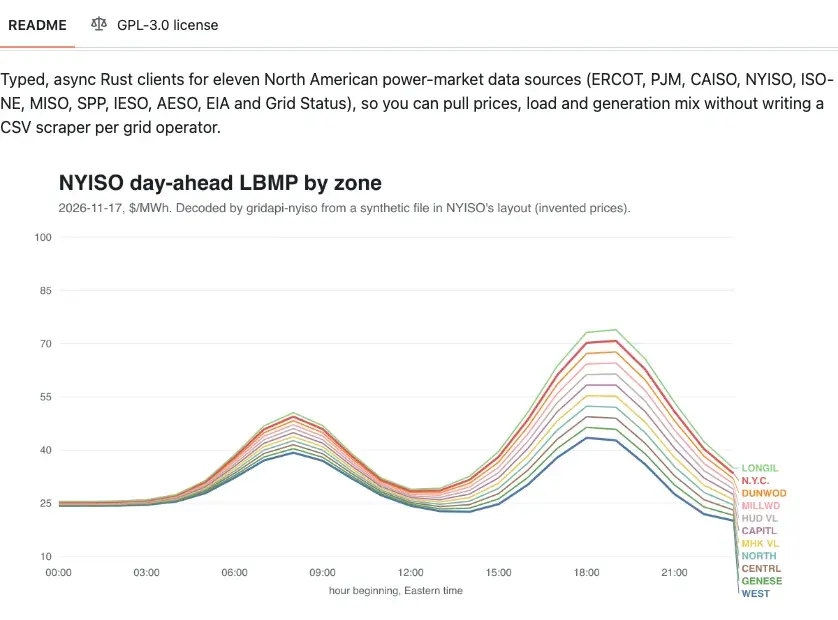 README
GPL-3.0 license
Typed, async Rust clients for eleven North American power-market data sources (ERCOT, PJM, CAISO, NYISO, ISO-
NE, MISO, SPP, IESO, AESO, EIA and Grid Status), so you can pull prices, load and generation mix without writing a
CSV scraper per grid operator.
NYISO day-ahead LBMP by zone
2026-11-17, $/MWh. Decoded by gridapi-nyiso from a synthetic file in NYISO's layout (invented prices).
100
85
70
55
40
25
10
LONGIL
N.Y.C.
DUNWOD
MILLWD
HUD VL
CAPITL
MHK VL
NORTH
CENTRL
GENESE
WEST
00:00 03:00 06:00 09:00 12:00 15:00 18:00 21:00
hour beginning, Eastern time